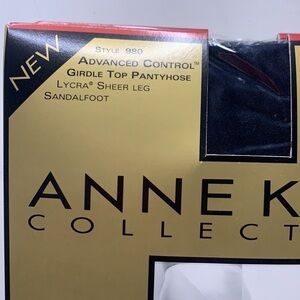 NEW
STYLE 980
ADVANCED CONTROL™
GIRDLE TOP PANTYHOSE
LYCRA® SHEER LEG
SANDALFOOT
ANNE K
COLLECT